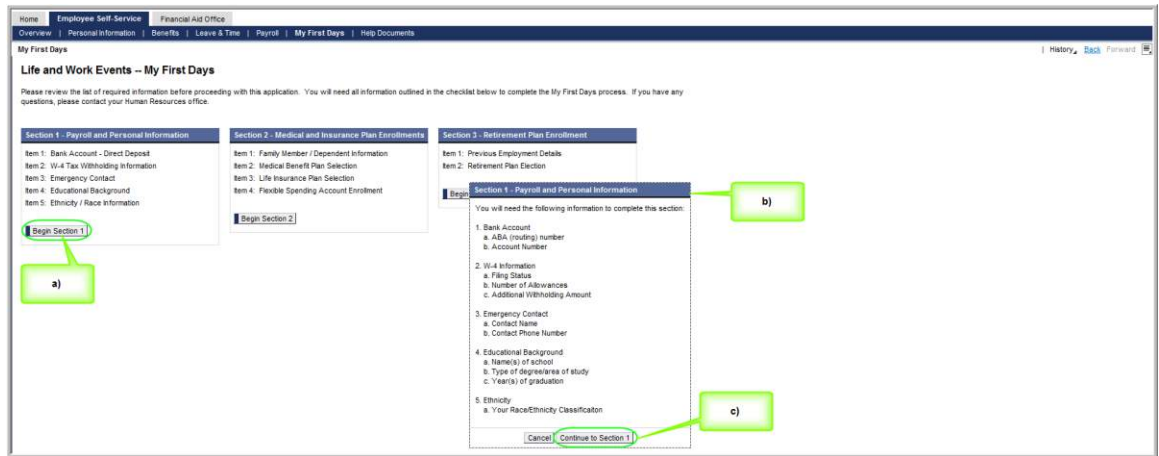 Home Employee Self-Service Financial Aid Office
Overview | Personal Information | Benefits | Leave & Time | Payroll | My First Days | Help Documents
My First Days | History Back Forward
Life and Work Events -- My First Days
Please review the list of required information before proceeding with this application. You will need all information outlined in the checklist below to complete the My First Days process. If you have any
questions, please contact your Human Resources office.
Section 1 - Payroll and Personal Information
Item 1: Bank Account - Direct Deposit
Item 2: W-4 Tax Withholding Information
Item 3: Emergency Contact
Item 4: Educational Background
Item 5: Ethnicity / Race Information
Begin Section 1
a)
Section 2 - Medical and Insurance Plan Enrollments
Item 1: Family Member / Dependent Information
Item 2: Medical Benefit Plan Selection
Item 3: Life Insurance Plan Selection
Item 4: Flexible Spending Account Enrollment
Begin Section 2
Section 3 - Retirement Plan Enrollment
Item 1: Previous Employment Details
Item 2: Retirement Plan Election
Begin
Section 1 - Payroll and Personal Information
b)
You will need the following information to complete this section:
1. Bank Account
a. ABA (routing) number
b. Account Number
2. W-4 Information
a. Filing Status
b. Number of Allowances
c. Additional Withholding Amount
3. Emergency Contact
a. Contact Name
b. Contact Phone Number
4. Educational Background
a. Name(s) of school
b. Type of degree/area of study
c. Year(s) of graduation
5. Ethnicity
a. Your Race/Ethnicity Classificaiton
Cancel Continue to Section 1
c)